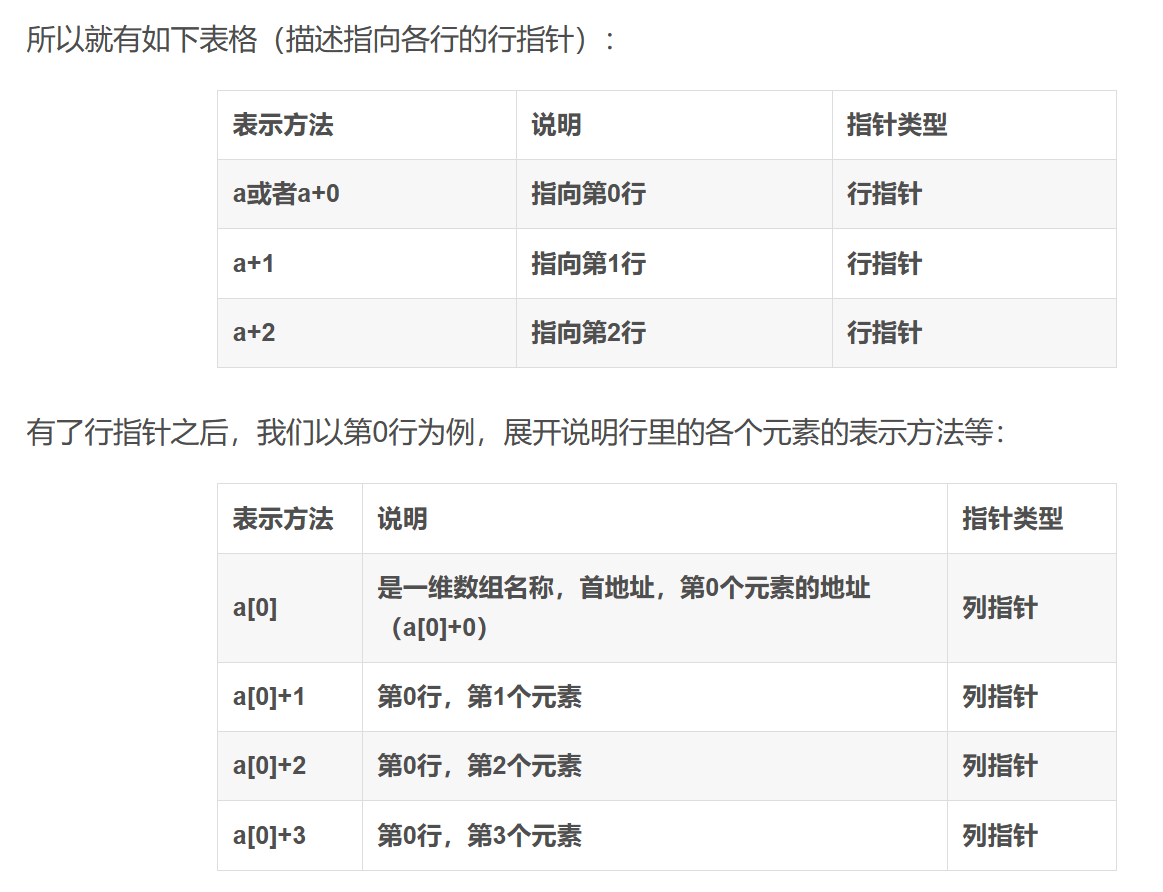 所以就有如下表格（描述指向各行的行指针）：
表示方法 说明 指针类型
a或者a+0 指向第0行 行指针
a+1 指向第1行 行指针
a+2 指向第2行 行指针
有了行指针之后，我们以第0行为例，展开说明行里的各个元素的表示方法等：
表示方法 说明 指针类型
a[0] 是一维数组名称，首地址，第0个元素的地址
（a[0]+0） 列指针
a[0]+1 第0行，第1个元素 列指针
a[0]+2 第0行，第2个元素 列指针
a[0]+3 第0行，第3个元素 列指针